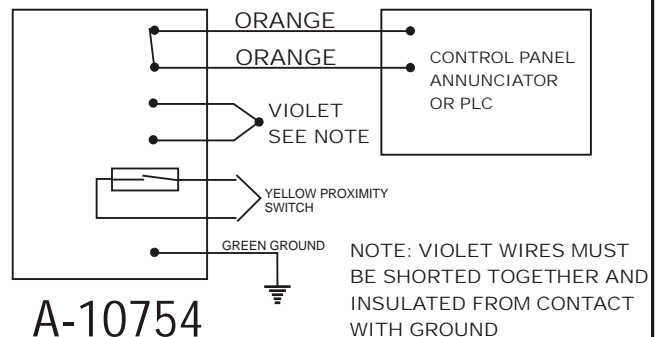 ORANGE
ORANGE
CONTROL PANEL
ANNUNCIATOR
OR PLC
VIOLET
SEE NOTE
YELLOW PROXIMITY
SWITCH
GREEN GROUND
NOTE: VIOLET WIRES MUST
BE SHORTED TOGETHER AND
INSULATED FROM CONTACT
WITH GROUND
A-10754